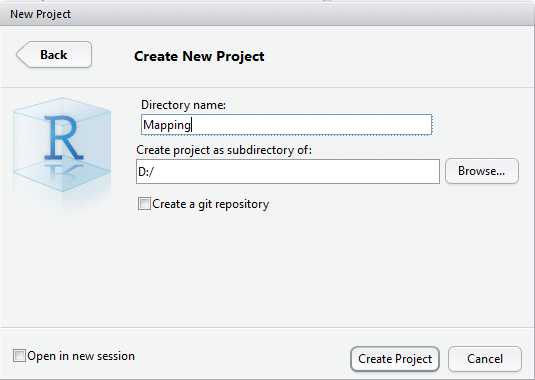 New Project
Back
Create New Project
R
Directory name:
Mapping
Create project as subdirectory of:
D:/
Browse...
Create a git repository
Open in new session
Create Project
Cancel